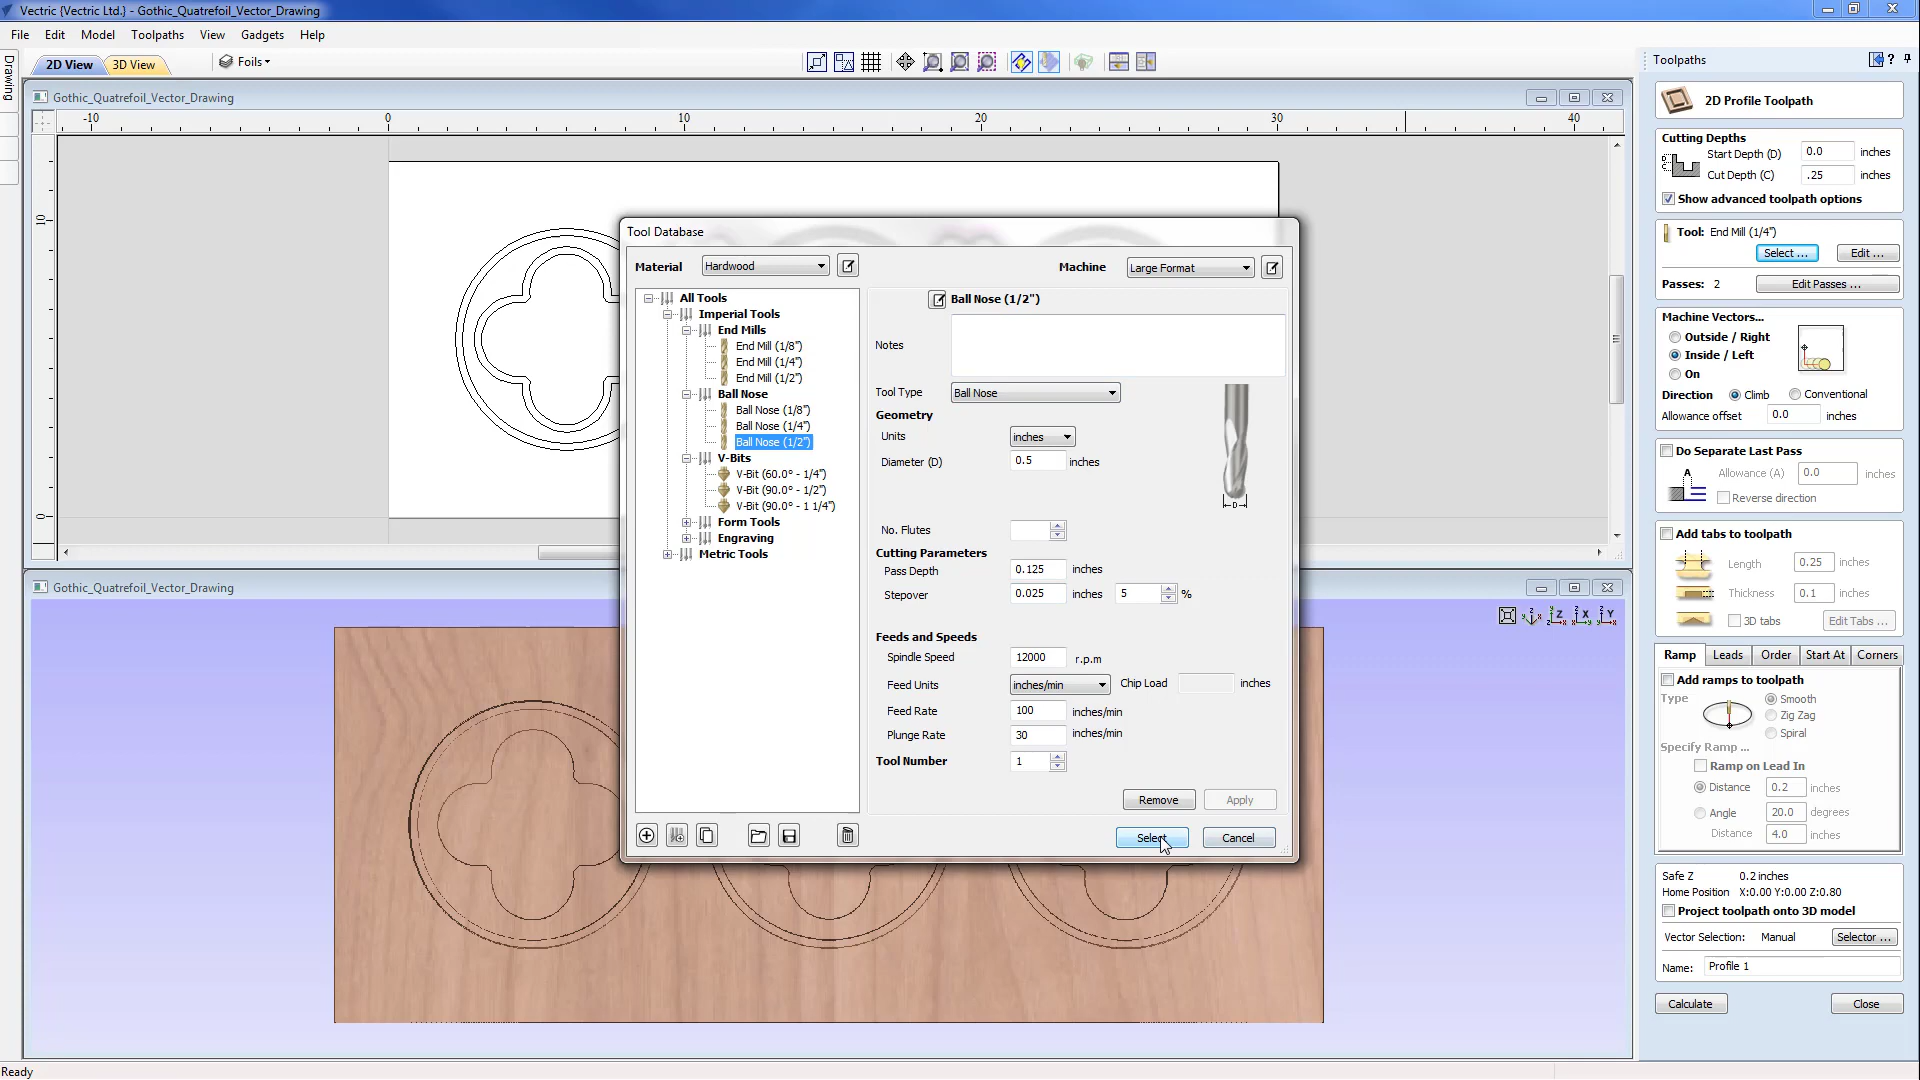 Vectric {Vectric Ltd.} - Gothic_Quatrefoil_Vector_Drawing
File Edit Model Toolpaths View Gadgets Help
Drawing
2D View 3D View Foils
Gothic_Quatrefoil_Vector_Drawing
-10 0 10 20 30 40
10
0
Tool Database
Material Hardwood Machine Large Format
All Tools
Imperial Tools
End Mills
End Mill (1/8")
End Mill (1/4")
End Mill (1/2")
Ball Nose
Ball Nose (1/8")
Ball Nose (1/4")
Ball Nose (1/2")
V-Bits
V-Bit (60.0° - 1/4")
V-Bit (90.0° - 1/2")
V-Bit (90.0° - 1 1/4")
Form Tools
Engraving
Metric Tools
Ball Nose (1/2")
Notes
Tool Type Ball Nose
Geometry
Units inches
Diameter (D) 0.5 inches
D
No. Flutes
Cutting Parameters
Pass Depth 0.125 inches
Stepover 0.025 inches 5 %
Feeds and Speeds
Spindle Speed 12000 r.p.m
Feed Units inches/min Chip Load inches
Feed Rate 100 inches/min
Plunge Rate 30 inches/min
Tool Number 1
Remove Apply
Select Cancel
Gothic_Quatrefoil_Vector_Drawing
Z X Y
Toolpaths ?
2D Profile Toolpath
Cutting Depths
Start Depth (D) 0.0 inches
D
C
Cut Depth (C) .25 inches
Show advanced toolpath options
Tool: End Mill (1/4")
Select ... Edit ...
Passes: 2 Edit Passes ...
Machine Vectors...
Outside / Right
Inside / Left
On
Direction Climb Conventional
Allowance offset 0.0 inches
Do Separate Last Pass
A Allowance (A) 0.0 inches
Reverse direction
Add tabs to toolpath
Length 0.25 inches
Thickness 0.1 inches
3D tabs Edit Tabs ...
Ramp Leads Order Start At Corners
Add ramps to toolpath
Type Smooth
Zig Zag
Spiral
Specify Ramp ...
Ramp on Lead In
Distance 0.2 inches
Angle 20.0 degrees
Distance 4.0 inches
Safe Z 0.2 inches
Home Position X:0.00 Y:0.00 Z:0.80
Project toolpath onto 3D model
Vector Selection: Manual Selector ...
Name: Profile 1
Calculate Close
Ready